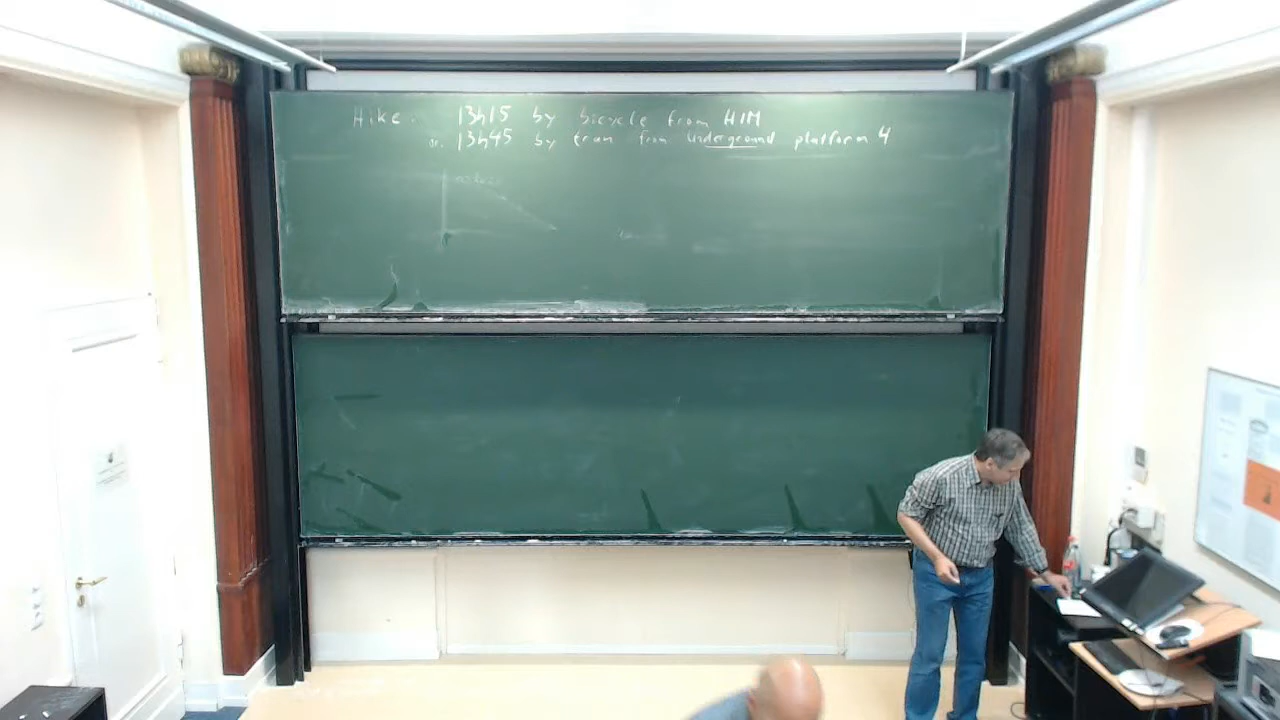 Hike: 13h15 by bicycle from HIM
or 13h45 by tram from Underground platform 4